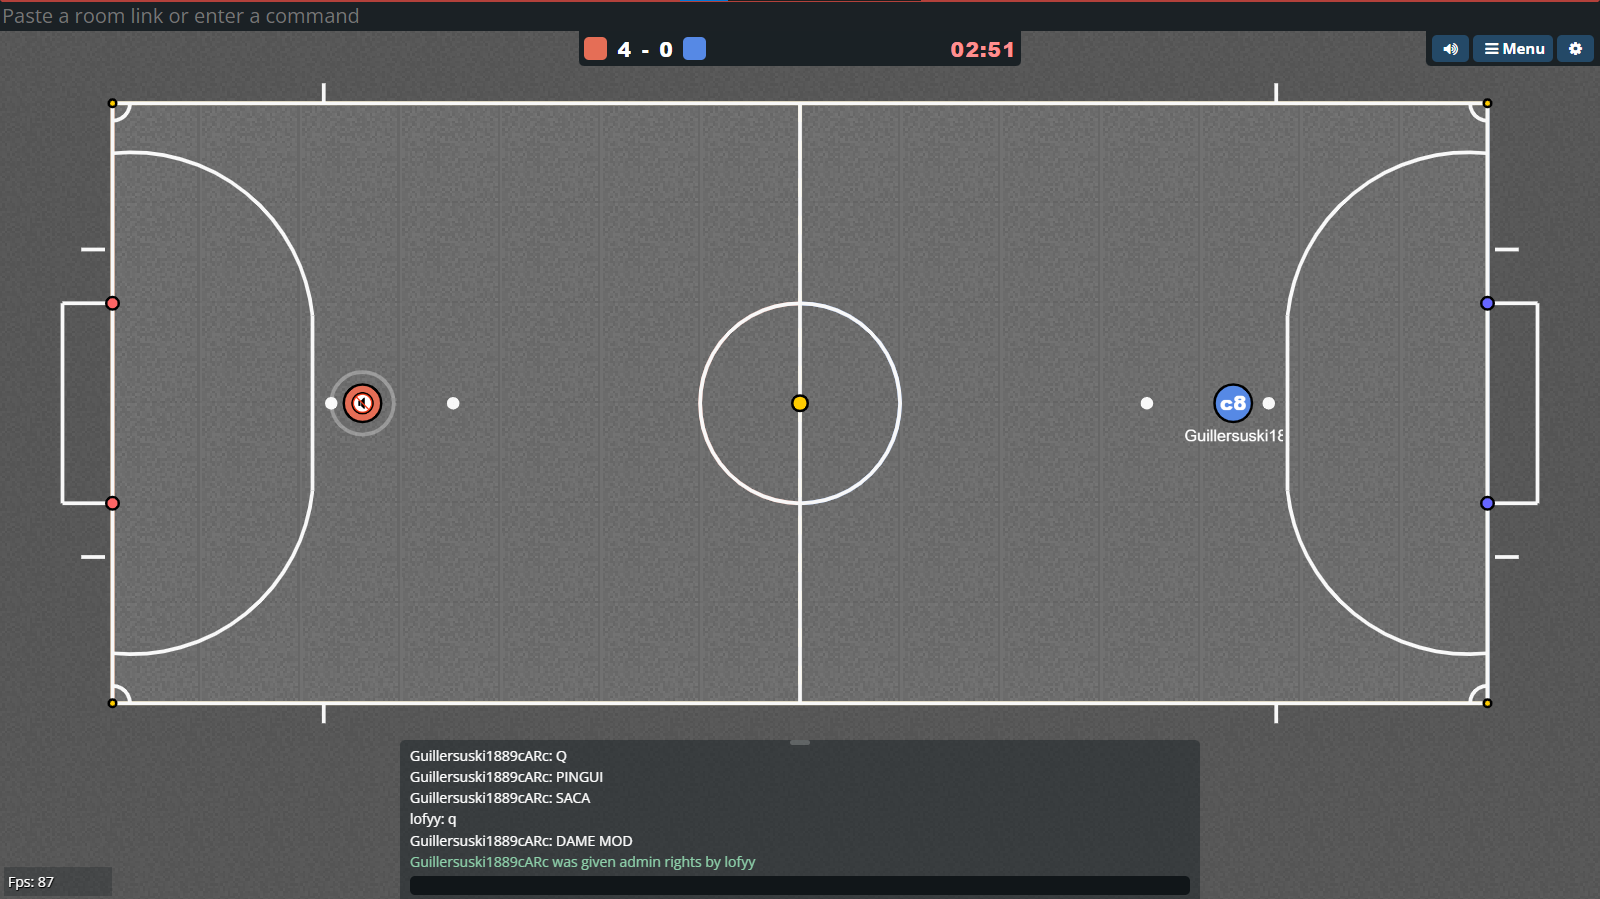 Paste a room link or enter a command
4 - 0
02:51
Menu
c8
Guillersuski18
Guillersuski1889cARc: Q
Guillersuski1889cARc: PINGUI
Guillersuski1889cARc: SACA
lofyy: q
Guillersuski1889cARc: DAME MOD
Guillersuski1889cARc was given admin rights by lofyy
Fps: 87